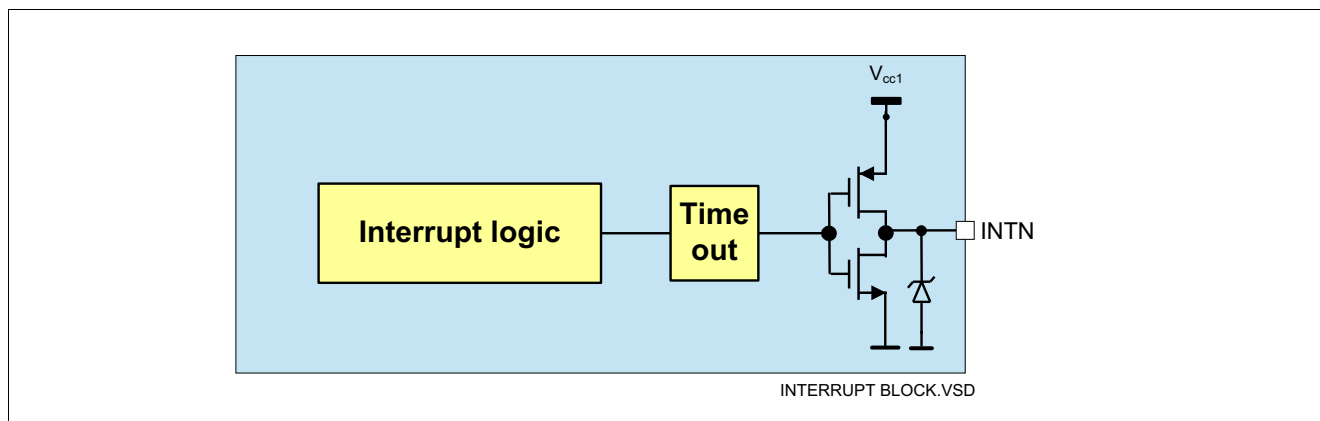 Vcc1
Interrupt logic
Time
out
INTN
INTERRUPT BLOCK.VSD